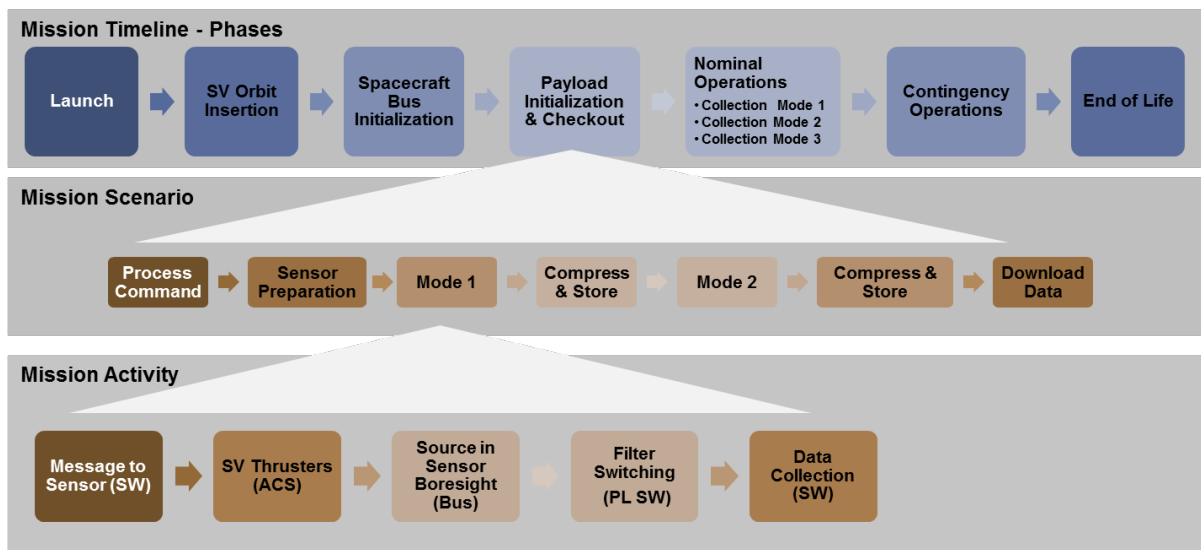 Mission Timeline - Phases
Launch
SV Orbit
Insertion
Spacecraft
Bus
Initialization
Payload
Initialization
& Checkout
Nominal
Operations
• Collection Mode 1
• Collection Mode 2
• Collection Mode 3
Contingency
Operations
End of Life
Mission Scenario
Process
Command
Sensor
Preparation
Mode 1
Compress
& Store
Mode 2
Compress &
Store
Download
Data
Mission Activity
Message to
Sensor (SW)
SV Thrusters
(ACS)
Source in
Sensor
Boresight
(Bus)
Filter
Switching
(PL SW)
Data
Collection
(SW)